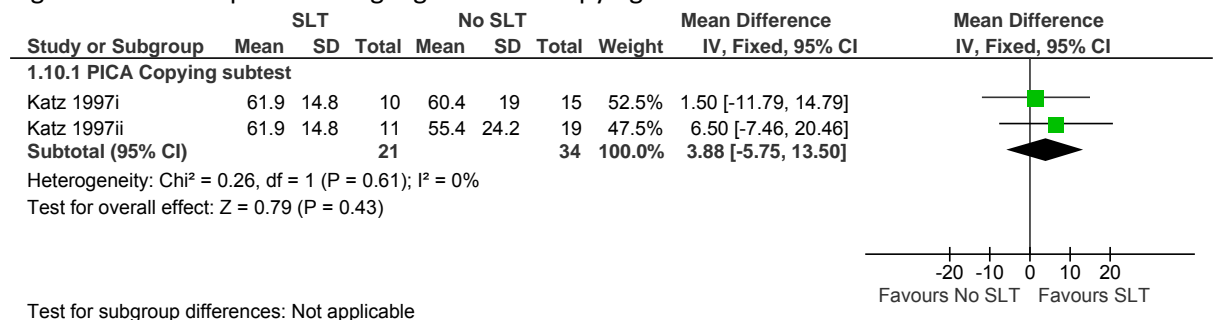 SLT No SLT Mean Difference Mean Difference
Study or Subgroup Mean SD Total Mean SD Total Weight IV, Fixed, 95% CI IV, Fixed, 95% CI
1.10.1 PICA Copying subtest
Katz 1997i 61.9 14.8 10 60.4 19 15 52.5% 1.50 [-11.79, 14.79]
Katz 1997ii 61.9 14.8 11 55.4 24.2 19 47.5% 6.50 [-7.46, 20.46]
Subtotal (95% CI) 21 34 100.0% 3.88 [-5.75, 13.50]
Heterogeneity: Chi² = 0.26, df = 1 (P = 0.61); I² = 0%
Test for overall effect: Z = 0.79 (P = 0.43)
-20 -10 0 10 20
Favours No SLT Favours SLT
Test for subgroup differences: Not applicable